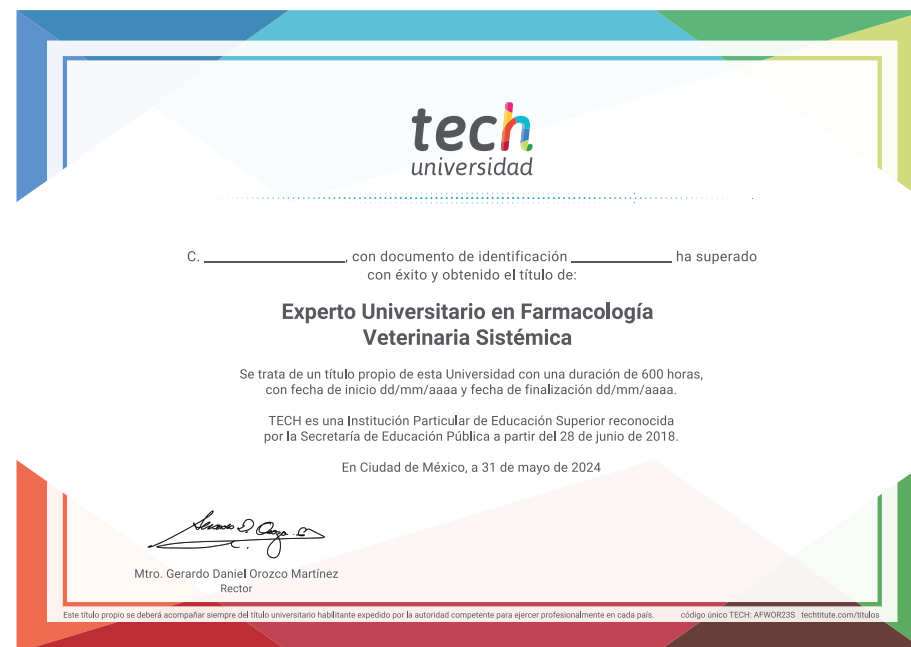 tech
universidad
C. ____________________, con documento de identificación ______________ ha superado
con éxito y obtenido el título de:
Experto Universitario en Farmacología
Veterinaria Sistémica
Se trata de un título propio de esta Universidad con una duración de 600 horas,
con fecha de inicio dd/mm/aaaa y fecha de finalización dd/mm/aaaa.
TECH es una Institución Particular de Educación Superior reconocida
por la Secretaría de Educación Pública a partir del 28 de junio de 2018.
En Ciudad de México, a 31 de mayo de 2024
Mtro. Gerardo Daniel Orozco Martínez
Rector
Este título propio se deberá acompañar siempre del título universitario habilitante expedido por la autoridad competente para ejercer profesionalmente en cada país. código único TECH: AFWOR23S techtitute.com/titulos